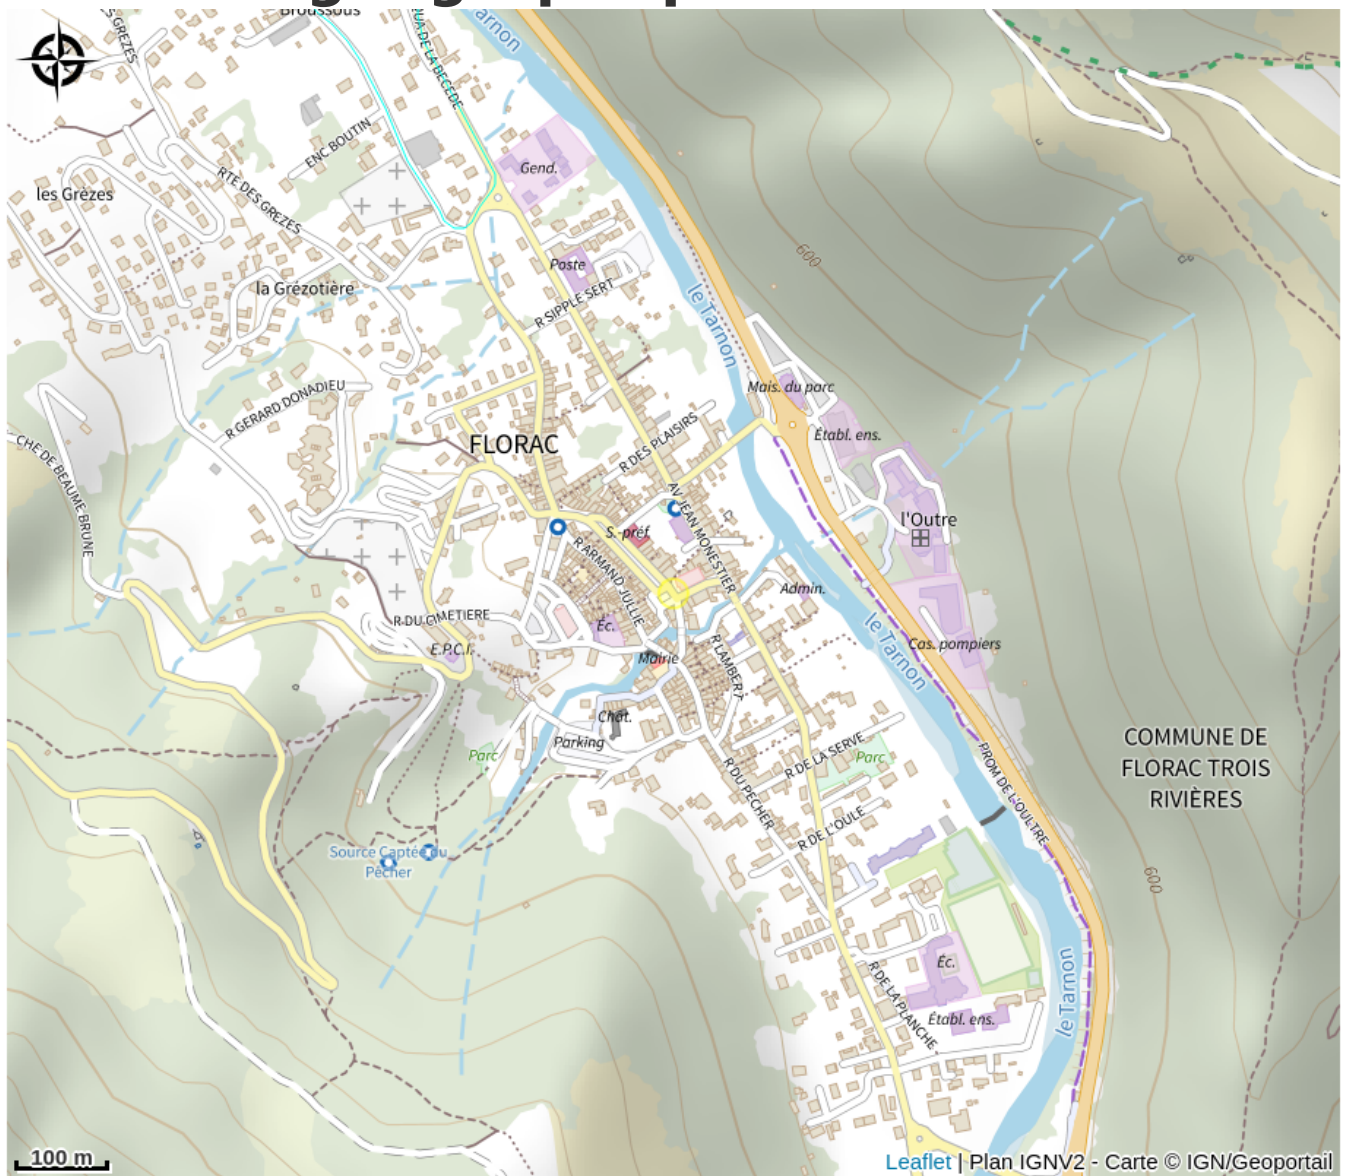 Broussous
S GREZES
QUA DE LA BECEDE
Tarnon
ENC BOUTIN
Gend.
les Grèzes
RTE DES GREZES
600
Poste
la Grézotière
R SIPPLE SERT
le Tarnon
Mais. du parc
R GERARD DONADIEU
R DES PLAISIRS
Établ. ens.
FLORAC
CHE DE BEAUME BRUNE
AV JEAN MONESTIER
l'Outre
S.-préf.
R ARMAND JULIE
Admin.
R DU CIMETIERE
Éc.
le Tarnon
Cas. pompiers
E.P.C.I.
Mairie
R LAMBERT
Chât.
Parking
Parc
R DE LA SERVE
Parc
COMMUNE DE
FLORAC TROIS
RIVIÈRES
R DU PECHER
PROM DE L'OULTRE
R DE L'OULE
Source Captée du
Pêcher
600
Éc.
le Tarnon
R DE LA PLANCHE
Établ. ens.
100 m
Leaflet | Plan IGNV2 - Carte © IGN/Geoportail